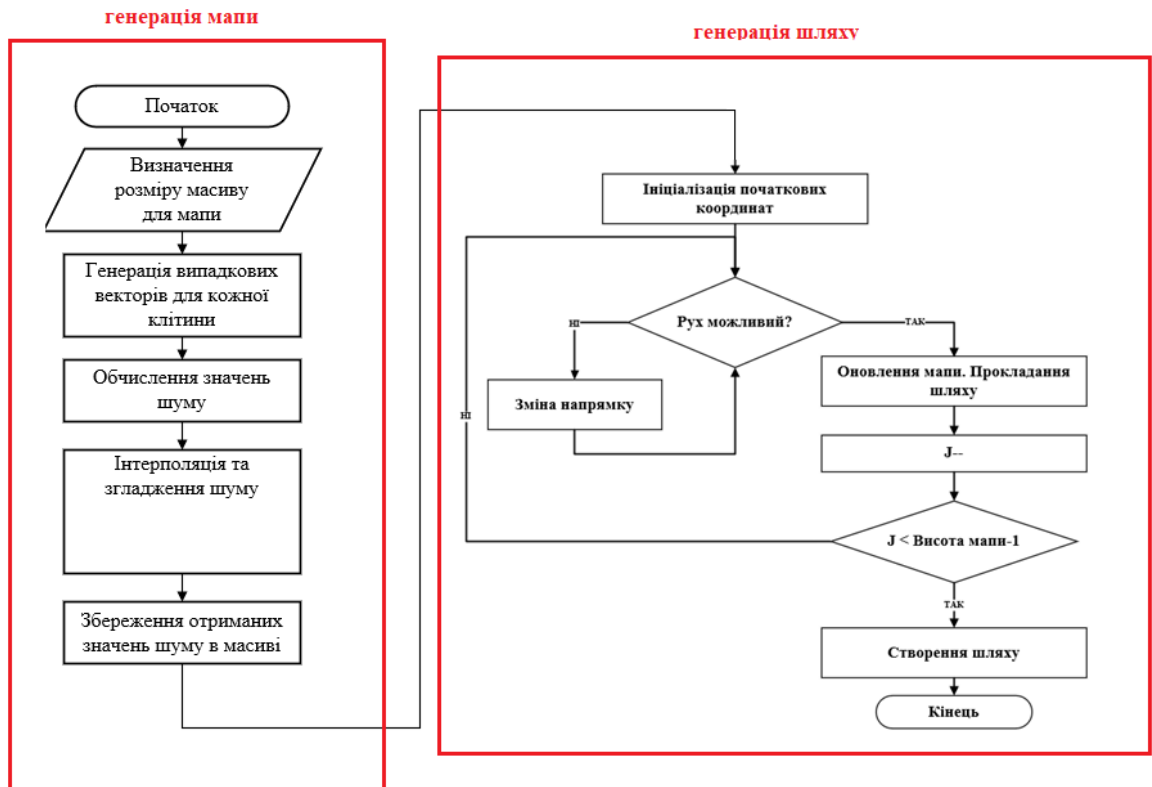 генерація мапи
Початок
Визначення
розміру масиву
для мапи
Генерація випадкових
векторів для кожної
клітини
Обчислення значень
шуму
Інтерполяція та
згладження шуму
Збереження отриманих
значень шуму в масиві
генерація шляху
Ініціалізація початкових
координат
Рух можливий?
НІ
ТАК
Зміна напрямку
Оновлення мапи. Прокладання
шляху
J--
НІ
J < Висота мапи-1
ТАК
Створення шляху
Кінець